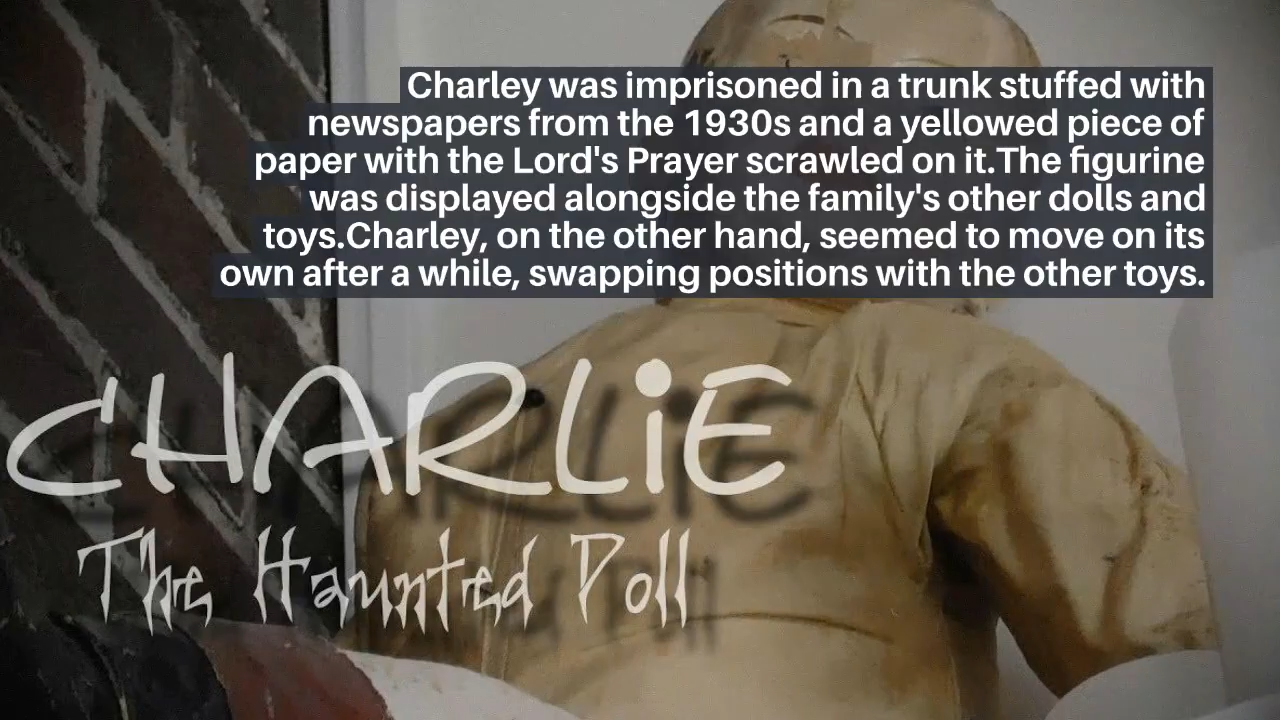 Charley was imprisoned in a trunk stuffed with
newspapers from the 1930s and a yellowed piece of
paper with the Lord's Prayer scrawled on it.The figurine
was displayed alongside the family's other dolls and
toys.Charley, on the other hand, seemed to move on its
own after a while, swapping positions with the other toys.
CHARLiE
The Haunted Doll